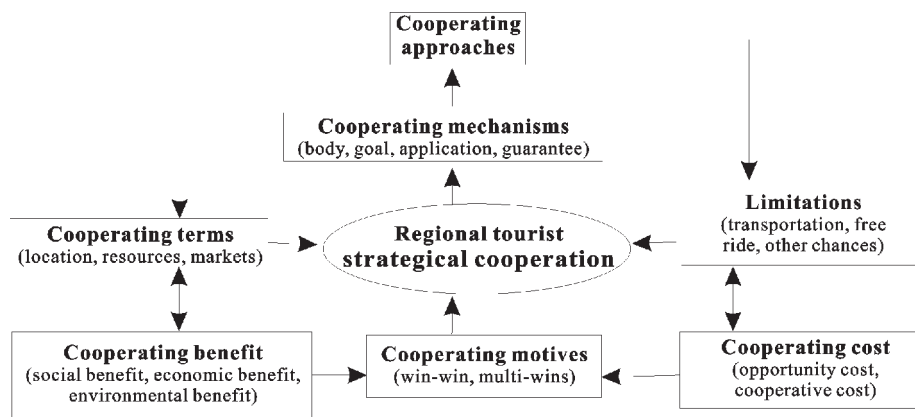 Cooperating
approaches
Cooperating mechanisms
(body, goal, application, guarantee)
Cooperating terms
(location, resources, markets)
Regional tourist
strategical cooperation
Limitations
(transportation, free
ride, other chances)
Cooperating benefit
(social benefit, economic benefit,
environmental benefit)
Cooperating motives
(win-win, multi-wins)
Cooperating cost
(opportunity cost,
cooperative cost)